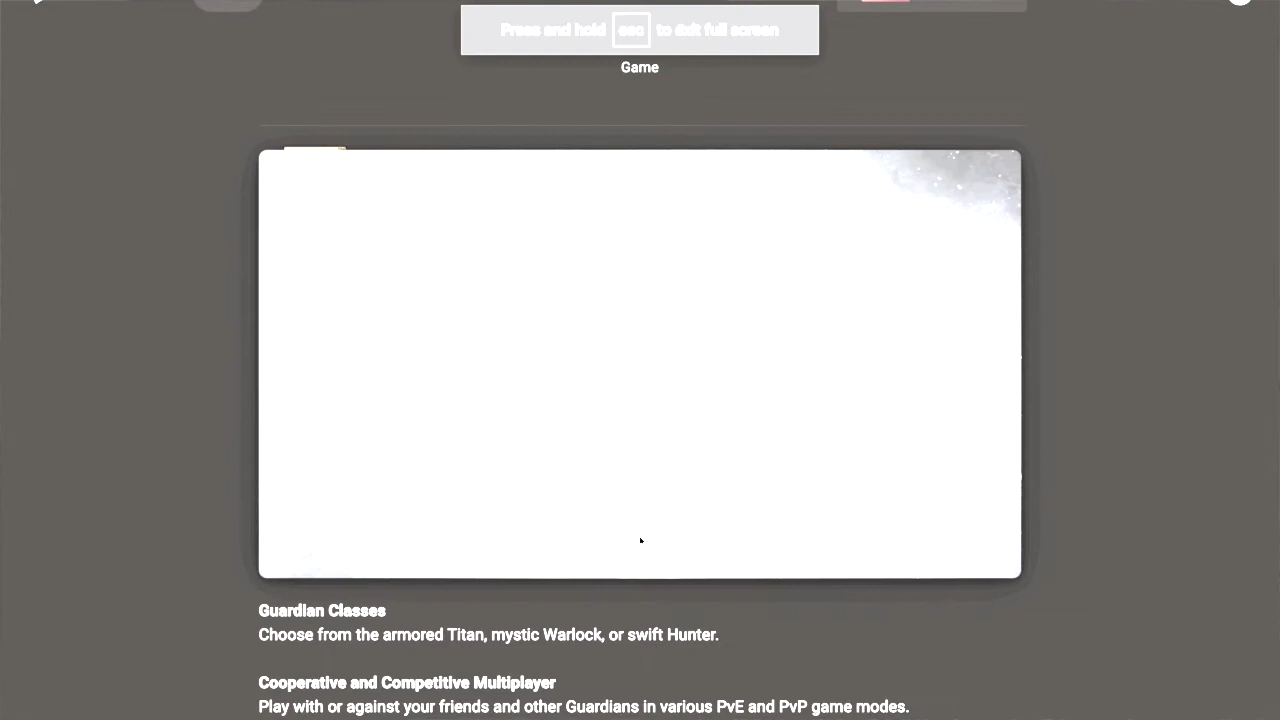 Press and hold esc to exit full screen
Game
Guardian Classes
Choose from the armored Titan, mystic Warlock, or swift Hunter.
Cooperative and Competitive Multiplayer
Play with or against your friends and other Guardians in various PvE and PvP game modes.